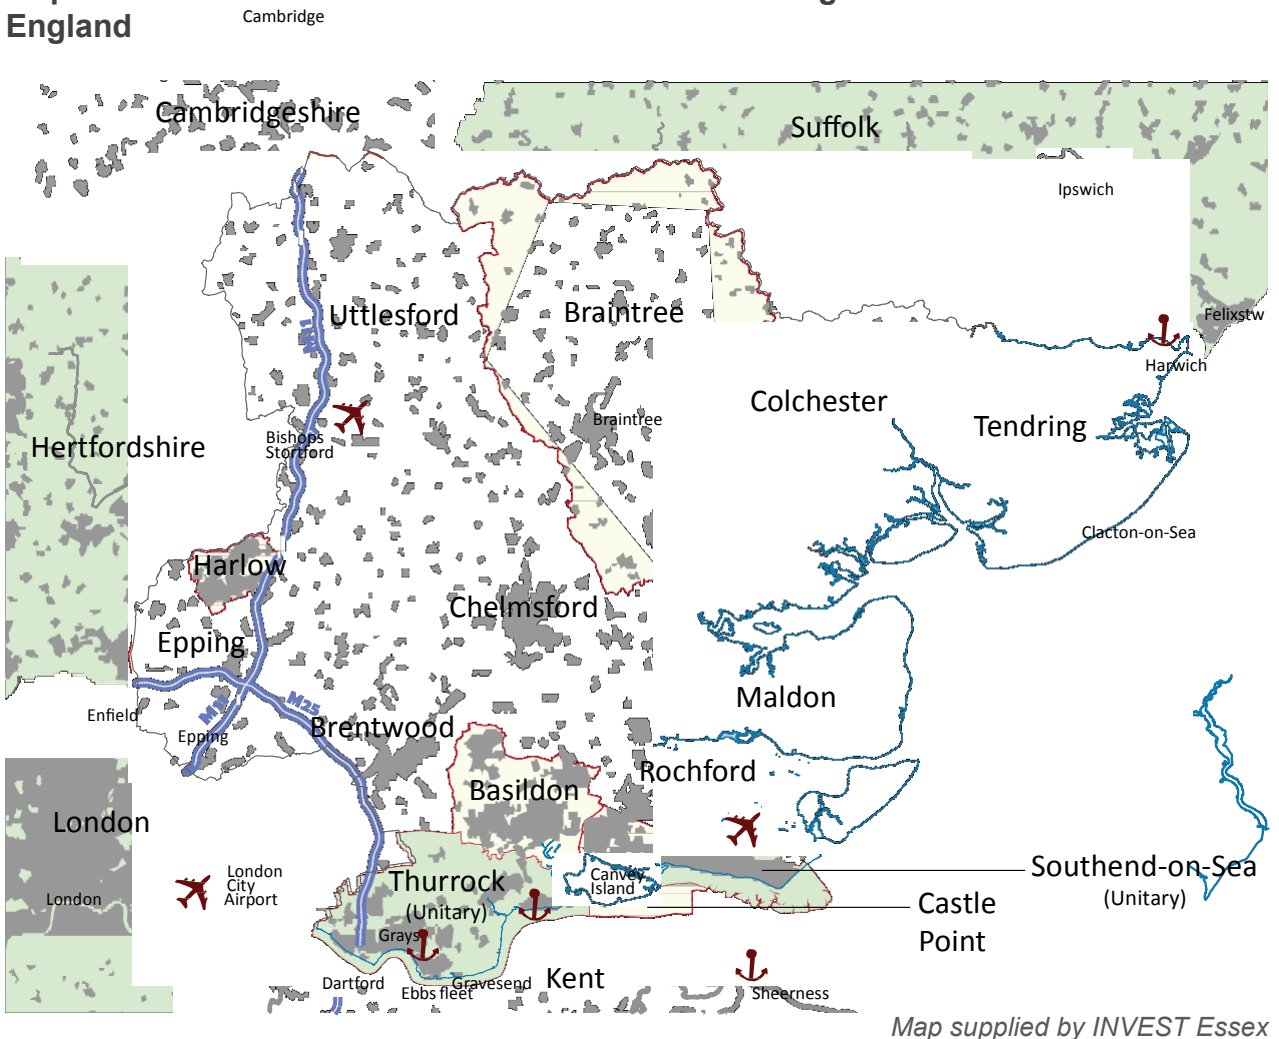 England
Cambridge
Cambridgeshire
Suffolk
Ipswich
Felixstw
Harwich
Uttlesford
Braintree
M11
Braintree
Colchester
Tendring
Bishops
Stortford
Hertfordshire
Clacton-on-Sea
Harlow
Chelmsford
Epping
Maldon
M25
Enfield
Epping
Brentwood
Rochford
Basildon
London
London
City
Airport
London
Thurrock
(Unitary)
Canvey
Island
Southend-on-Sea
(Unitary)
Castle
Point
Grays
Dartford
Ebbs fleet
Gravesend
Kent
Sheerness
Map supplied by INVEST Essex